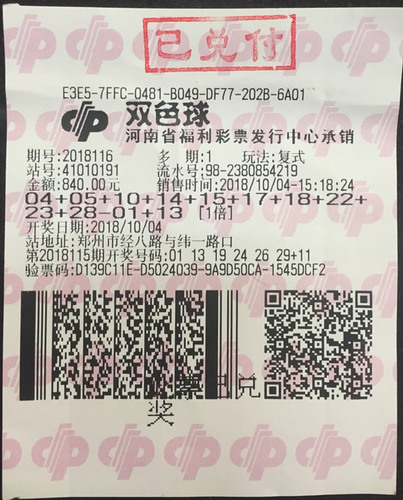 已兑付
E3E5-7FFC-0481-B049-DF77-202B-6A01
双色球
河南省福利彩票发行中心承销
期号:2018116 多期:1 玩法:复式
站号:41010191 流水号:98-2380854219
金额:840.00元 销售时间:2018/10/04-15:18:24
04+05+10+14+15+17+18+22+
23+28-01+13 [1倍]
开奖日期:2018/10/04
站地址:郑州市经八路与纬一路口
第2018115期开奖号码:01 13 19 24 26 29+11
验票码:D139C11E-D5024039-9A9D50CA-1545DCF2
票已兑
奖